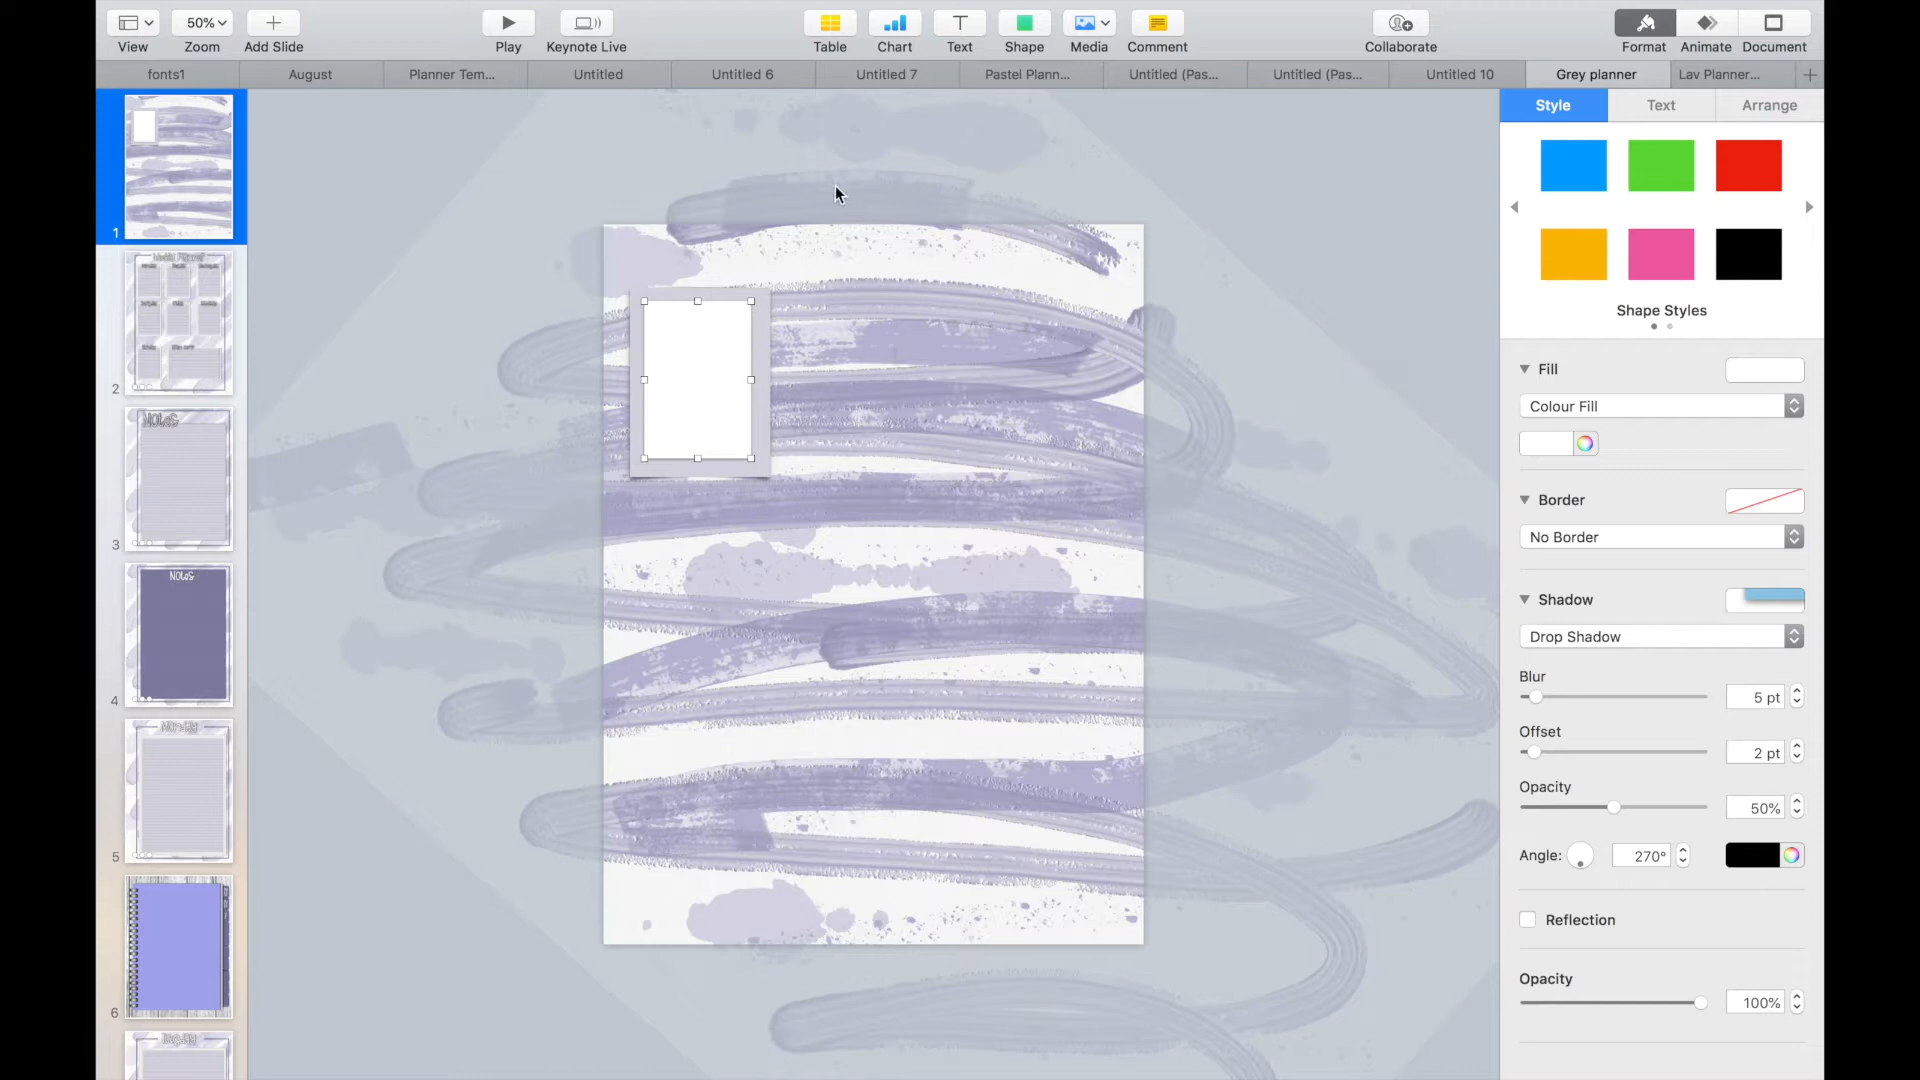 50%
View
Zoom
Add Slide
Play
Keynote Live
Table
Chart
Text
Shape
Media
Comment
Collaborate
Format
Animate
Document
fonts1
August
Planner Tem...
Untitled
Untitled 6
Untitled 7
Pastel Plann...
Untitled (Pas...
Untitled (Pas...
Untitled 10
Grey planner
Lav Planner...
Style
Text
Arrange
Shape Styles
Fill
Colour Fill
Border
No Border
Shadow
Drop Shadow
Blur
5 pt
Offset
2 pt
Opacity
50%
Angle:
270°
Reflection
Opacity
100%
1
2
Notes
3
Notes
4
Monday
5
6